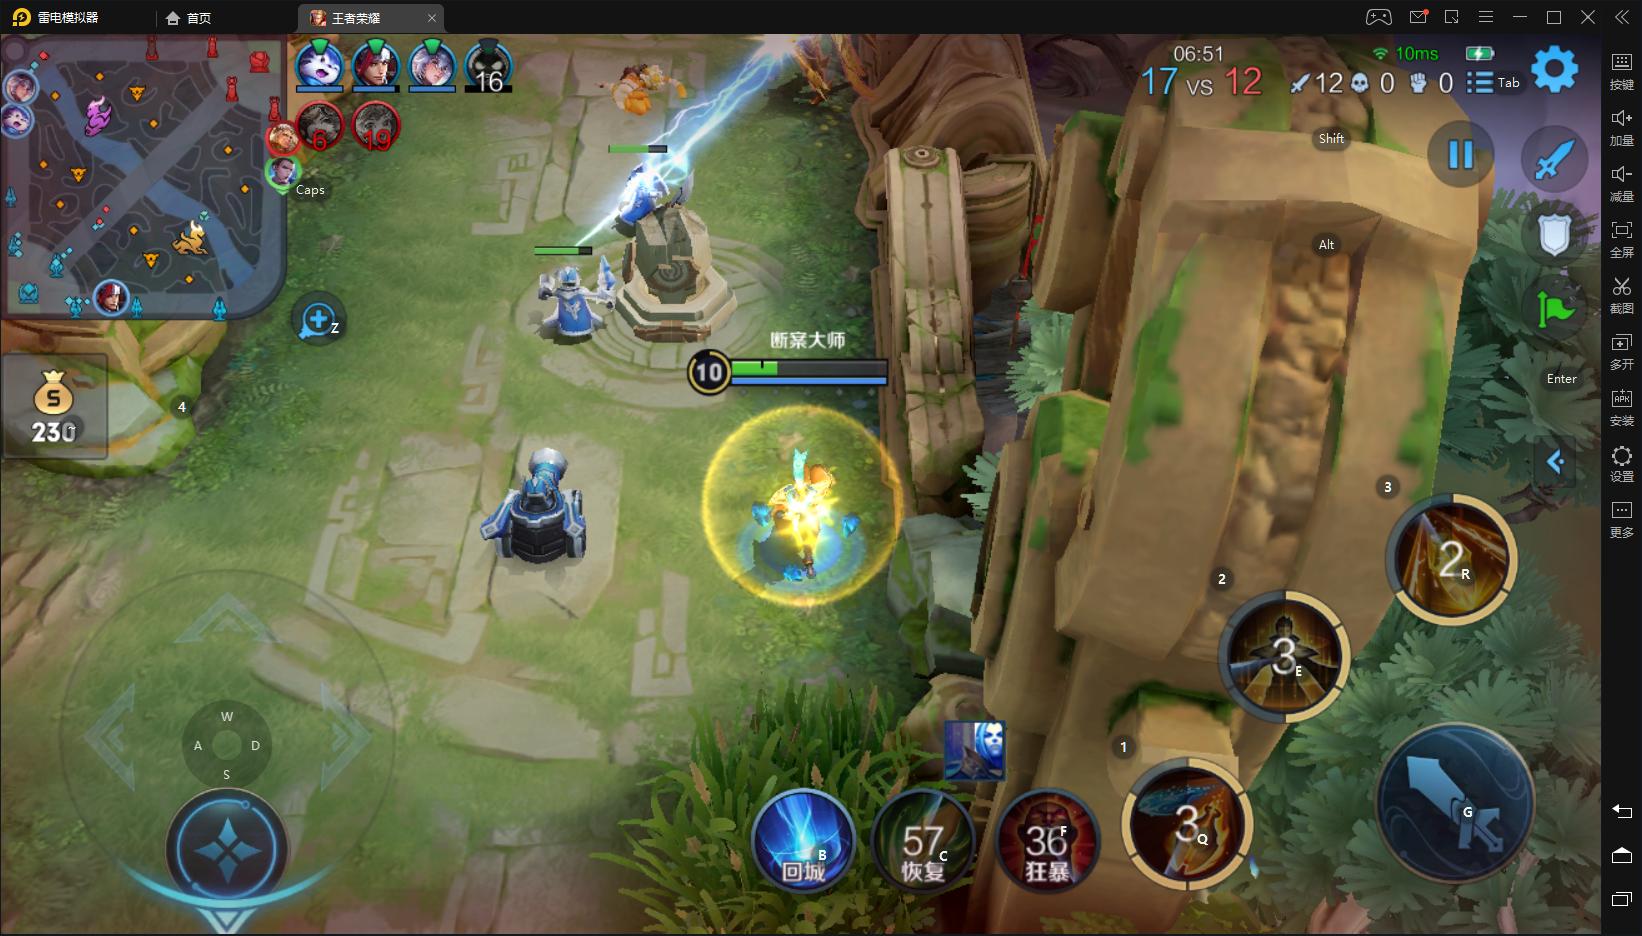 雷电模拟器
首页
王者荣耀
16
6
19
Caps
06:51
10ms
17 vs 12
12
0
0
Tab
Shift
Alt
Enter
Z
断案大师
10
230
~
4
3
2
1
2
R
3
E
3
Q
G
W
A
D
S
回城
B
57
恢复
C
36
狂暴
F
按键
加量
减量
全屏
截图
多开
APK
安装
设置
更多